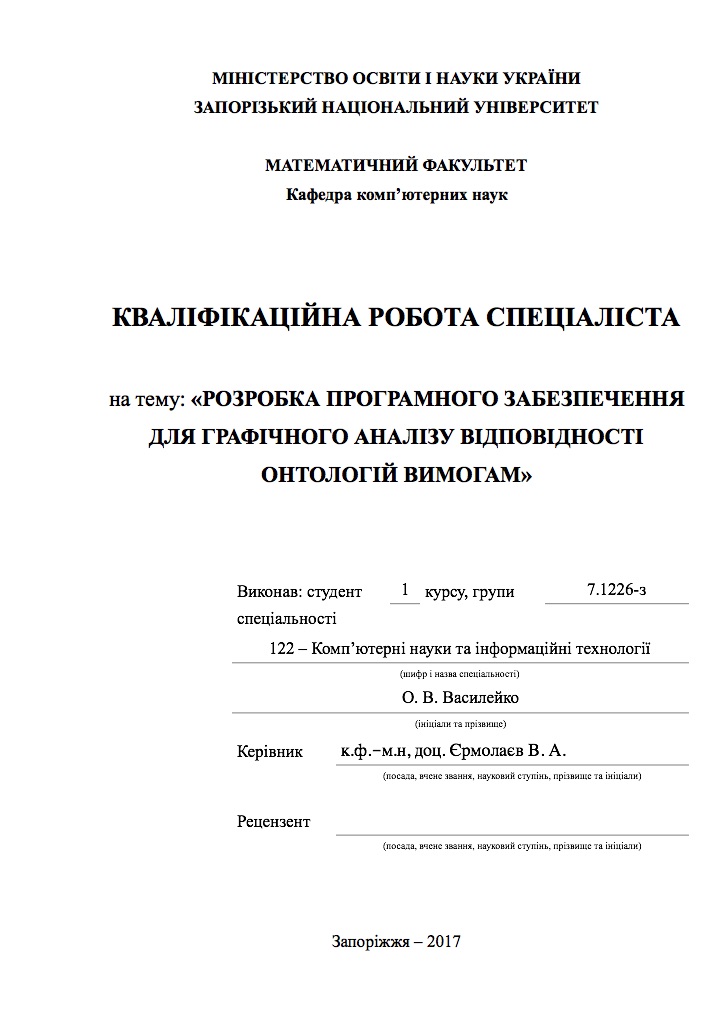 МІНІСТЕРСТВО ОСВІТИ І НАУКИ УКРАЇНИ
ЗАПОРІЗЬКИЙ НАЦІОНАЛЬНИЙ УНІВЕРСИТЕТ
МАТЕМАТИЧНИЙ ФАКУЛЬТЕТ
Кафедра комп’ютерних наук
КВАЛІФІКАЦІЙНА РОБОТА СПЕЦІАЛІСТА
на тему: «РОЗРОБКА ПРОГРАМНОГО ЗАБЕЗПЕЧЕННЯ
ДЛЯ ГРАФІЧНОГО АНАЛІЗУ ВІДПОВІДНОСТІ
ОНТОЛОГІЙ ВИМОГАМ»
Виконав: студент 1 курсу, групи 7.1226-з
спеціальності
122 – Комп’ютерні науки та інформаційні технології
(шифр і назва спеціальності)
О. В. Василейко
(ініціали та прізвище)
Керівник к.ф.–м.н, доц. Єрмолаєв В. А.
(посада, вчене звання, науковий ступінь, прізвище та ініціали)
Рецензент
(посада, вчене звання, науковий ступінь, прізвище та ініціали)
Запоріжжя – 2017